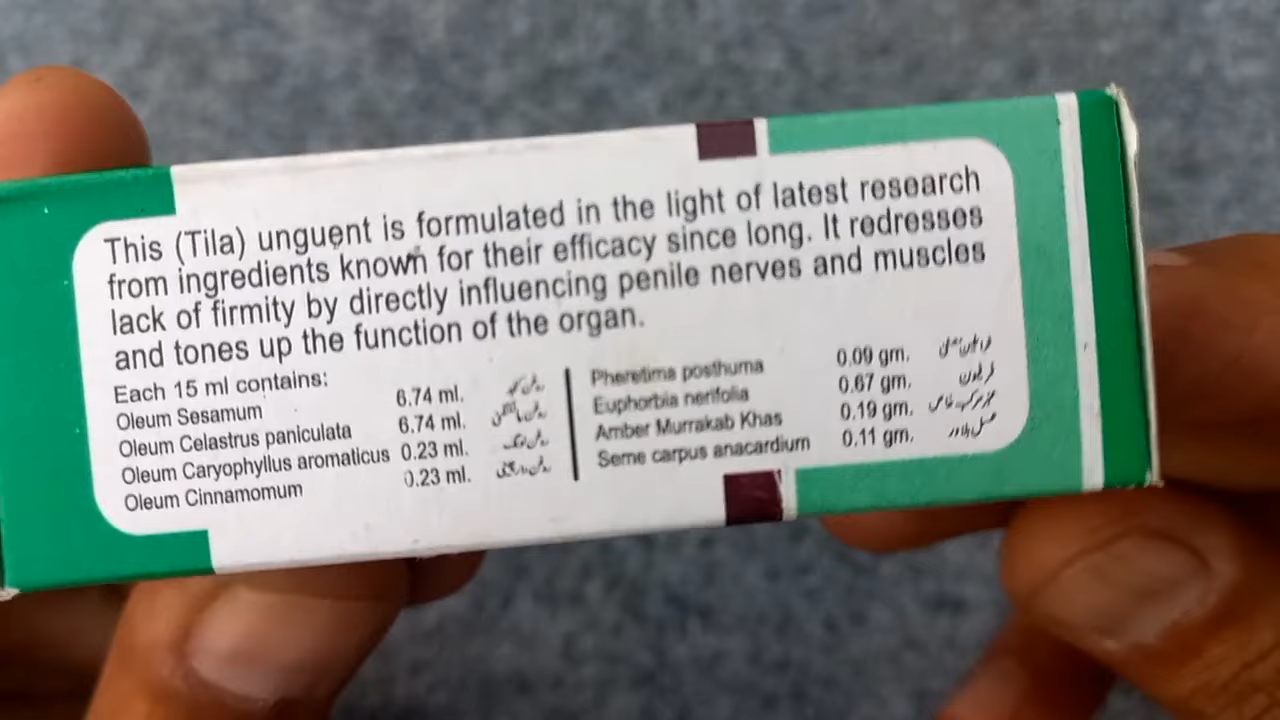 This (Tila) unguent is formulated in the light of latest research
from ingredients known for their efficacy since long. It redresses
lack of firmity by directly influencing penile nerves and muscles
and tones up the function of the organ.
Each 15 ml contains:
Oleum Sesamum 6.74 ml.
Oleum Celastrus paniculata 6.74 ml.
Oleum Caryophyllus aromaticus 0.23 ml.
Oleum Cinnamomum 0.23 ml.
Pheretima posthuma 0.09 gm.
Euphorbia nerifolia 0.67 gm.
Amber Murrakab Khas 0.19 gm.
Seme carpus anacardium 0.11 gm.